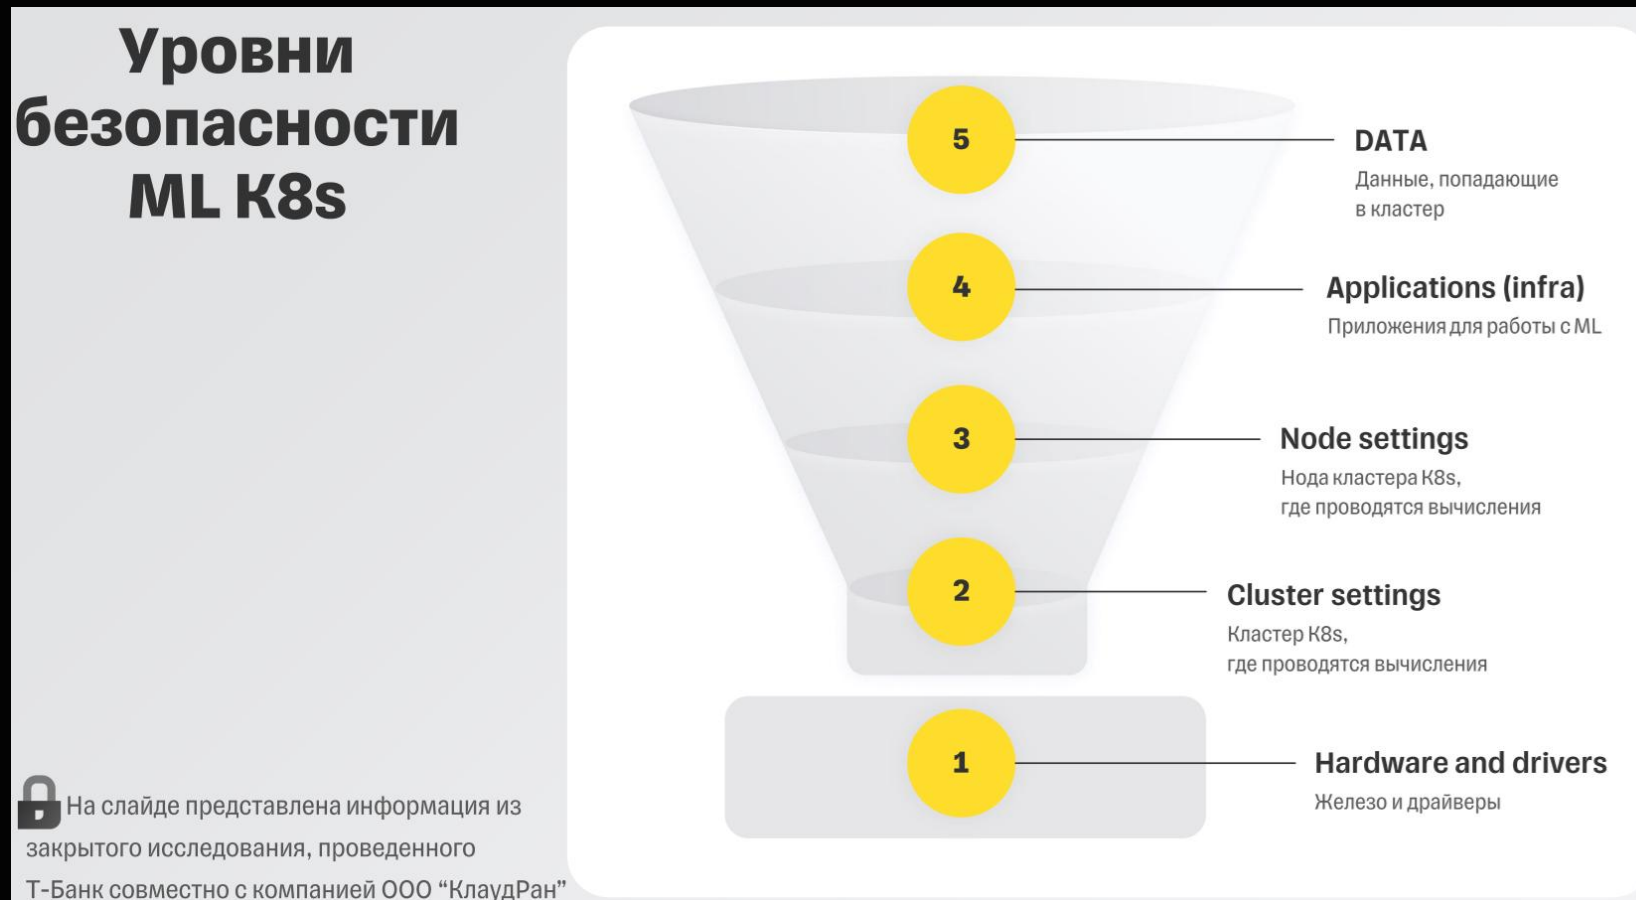 Уровни
безопасности
ML K8s
5
DATA
Данные, попадающие
в кластер
4
Applications (infra)
Приложения для работы с ML
3
Node settings
Нода кластера K8s,
где проводятся вычисления
2
Cluster settings
Кластер K8s,
где проводятся вычисления
1
Hardware and drivers
Железо и драйверы
На слайде представлена информация из
закрытого исследования, проведенного
Т-Банк совместно с компанией ООО “КлаудРан”